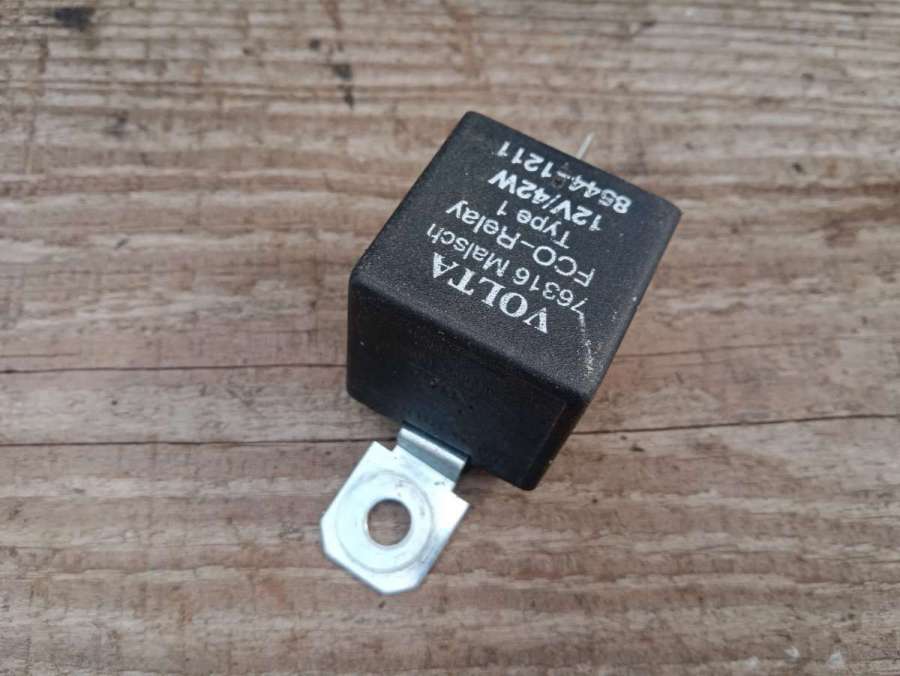 VOLTA
76316 Malsch
FCO-Relay
Type 1
12V/42W
8544-1211